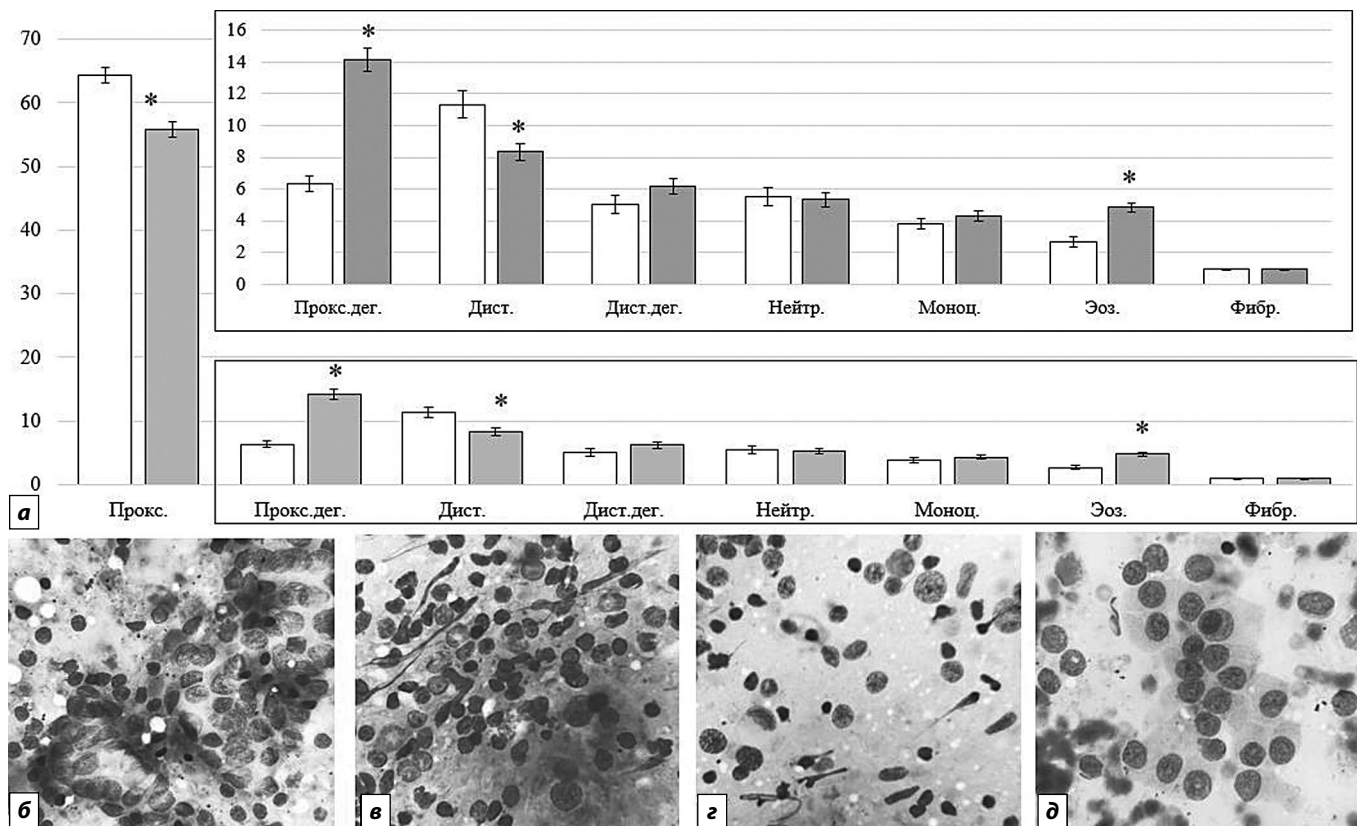 70
60
50
40
30
20
10
0
16
14
12
10
8
6
4
2
0
*
*
*
*
Прокс.дег.
Дист.
Дист.дег.
Нейтр.
Моноц.
Эоз.
Фибр.
*
*
*
а
Прокс.
Прокс.дег.
Дист.
Дист.дег.
Нейтр.
Моноц.
Эоз.
Фибр.
б
в
г
д